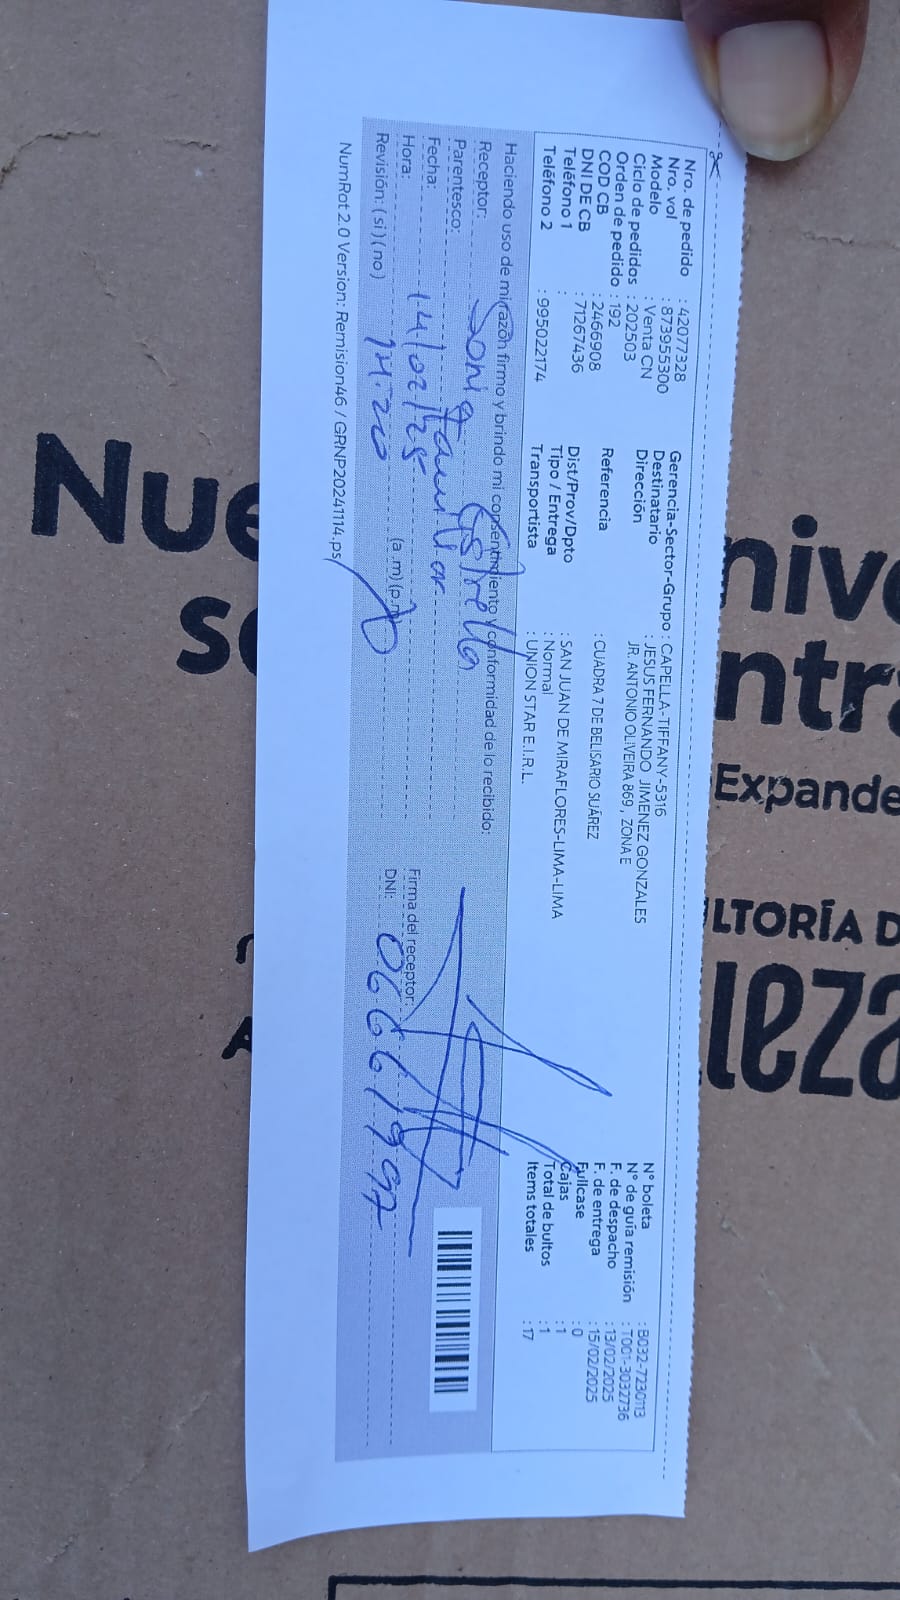 Nro. de pedido : 42077328
Nro. vol : 873955300
Modelo : Venta CN
Ciclo de pedidos : 202503
Orden de pedido : 192
COD CB : 2466908
DNI DE CB : 71267436
Teléfono 1 :
Teléfono 2 : 995022174
Gerencia-Sector-Grupo : CAPELLA-TIFFANY-5316
Destinatario : JESUS FERNANDO JIMENEZ GONZALES
Dirección JR. ANTONIO OLIVEIRA 869 , ZONA E
Referencia : CUADRA 7 DE BELISARIO SUÁREZ
Dist/Prov/Dpto : SAN JUAN DE MIRAFLORES-LIMA-LIMA
Tipo / Entrega : Normal
Transportista : UNION STAR E.I.R.L.
N° boleta : B032-7230113
N° de guía remisión : T001-3032736
F. de despacho : 13/02/2025
F. de entrega : 15/02/2025
Fullcase : 0
Cajas : 1
Total de bultos : 1
Items totales : 17
Haciendo uso de mi razón firmo y brindo mi consentimiento y conformidad de lo recibido:
Receptor: Sonia Estrella
Parentesco: Familiar
Fecha: 14/02/25
Hora: 14:20 (a .m) (p.m)
Revisión: (si) (no)
Firma del receptor:
DNI: 06661997
NumRot 2.0 Version: Remision46 / GRNP20241114.ps
Nue
s
nive
ntr
Expande
LTORÍA D
leza
A